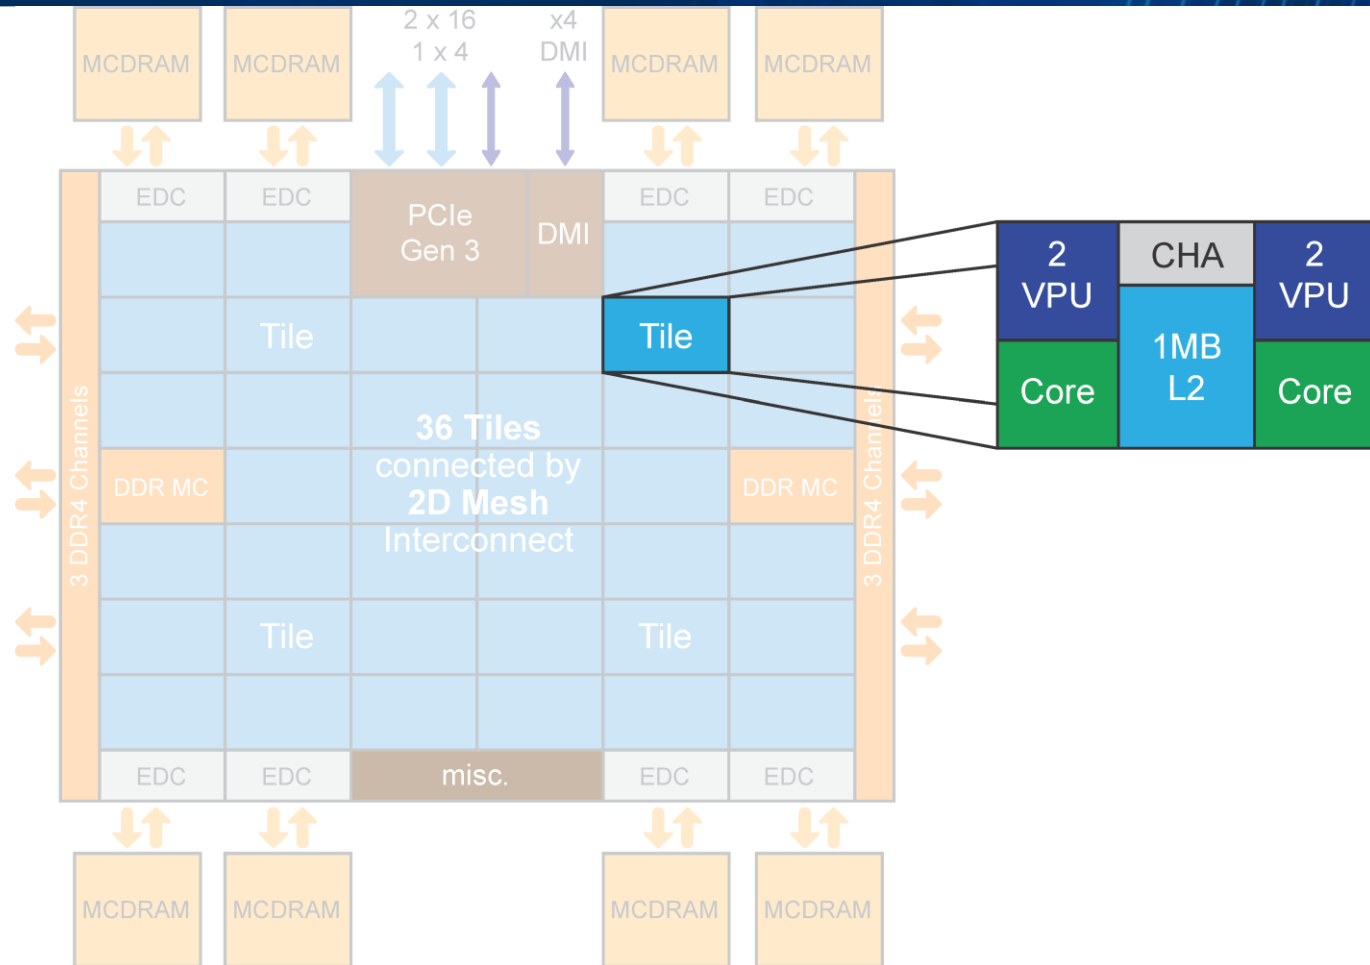 2 x 16
1 x 4
x4
DMI
MCDRAM
MCDRAM
MCDRAM
MCDRAM
EDC
EDC
PCIe
Gen 3
DMI
EDC
EDC
2
VPU
CHA
2
VPU
Tile
Tile
1MB
L2
Core
Core
3 DDR4 Channels
36 Tiles
connected by
2D Mesh
Interconnect
DDR MC
DDR MC
3 DDR4 Channels
Tile
Tile
EDC
EDC
misc.
EDC
EDC
MCDRAM
MCDRAM
MCDRAM
MCDRAM